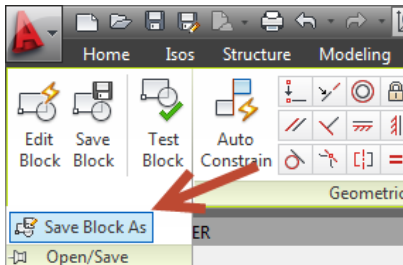 Home Isos Structure Modeling
Edit Block Save Block Test Block Auto Constrain
Geometric
Save Block As
ER
Open/Save